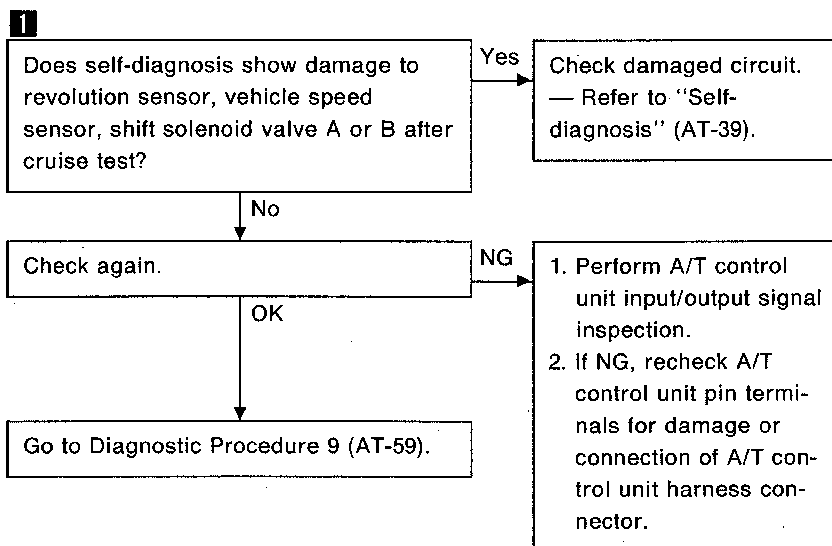 1
Does self-diagnosis show damage to
revolution sensor, vehicle speed
sensor, shift solenoid valve A or B after
cruise test?
Yes
Check damaged circuit.
— Refer to "Self-
diagnosis" (AT-39).
No
Check again.
NG
1. Perform A/T control
unit input/output signal
inspection.
2. If NG, recheck A/T
control unit pin termi-
nals for damage or
connection of A/T con-
trol unit harness con-
nector.
OK
Go to Diagnostic Procedure 9 (AT-59).